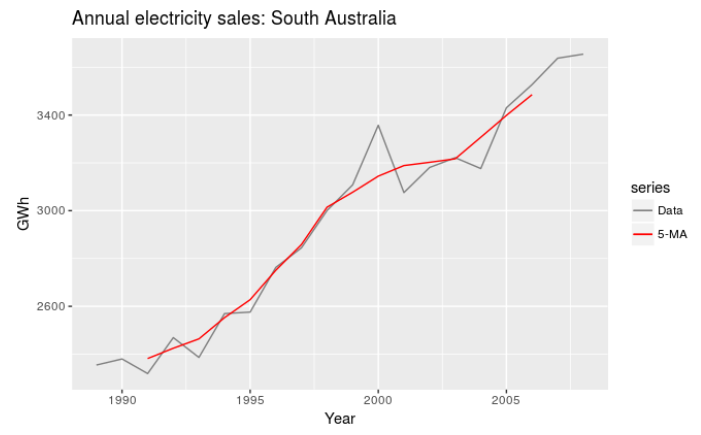 Annual electricity sales: South Australia
3400
3000
2600
GWh
1990 1995 2000 2005
Year
series
Data
5-MA